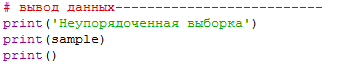 # вывод данных--------------------------
print('Неупорядоченная выборка')
print(sample)
print()